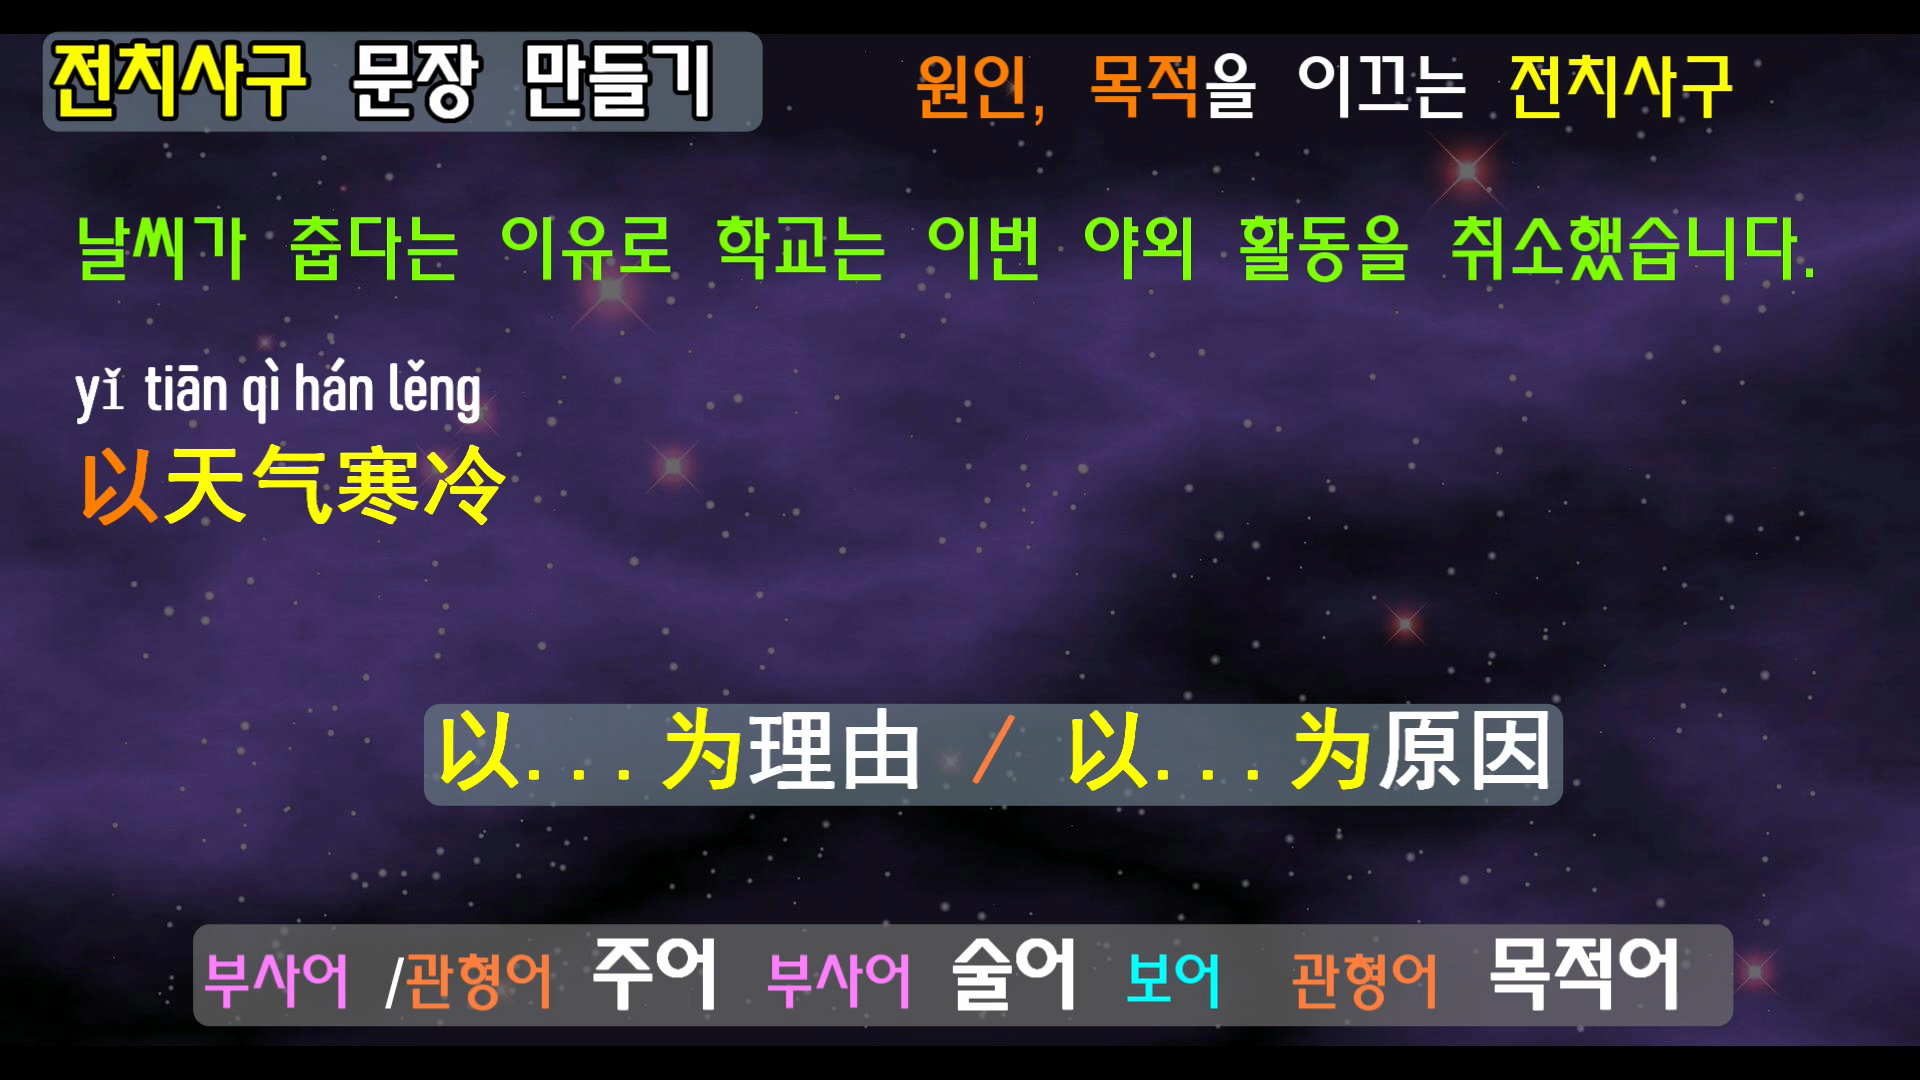 전치사구 문장 만들기
원인, 목적을 이끄는 전치사구
날씨가 춥다는 이유로 학교는 이번 야외 활동을 취소했습니다.
yǐ tiān qì hán lěng
以天气寒冷
以...为理由 / 以...为原因
부사어 /관형어 주어 부사어 술어 보어 관형어 목적어